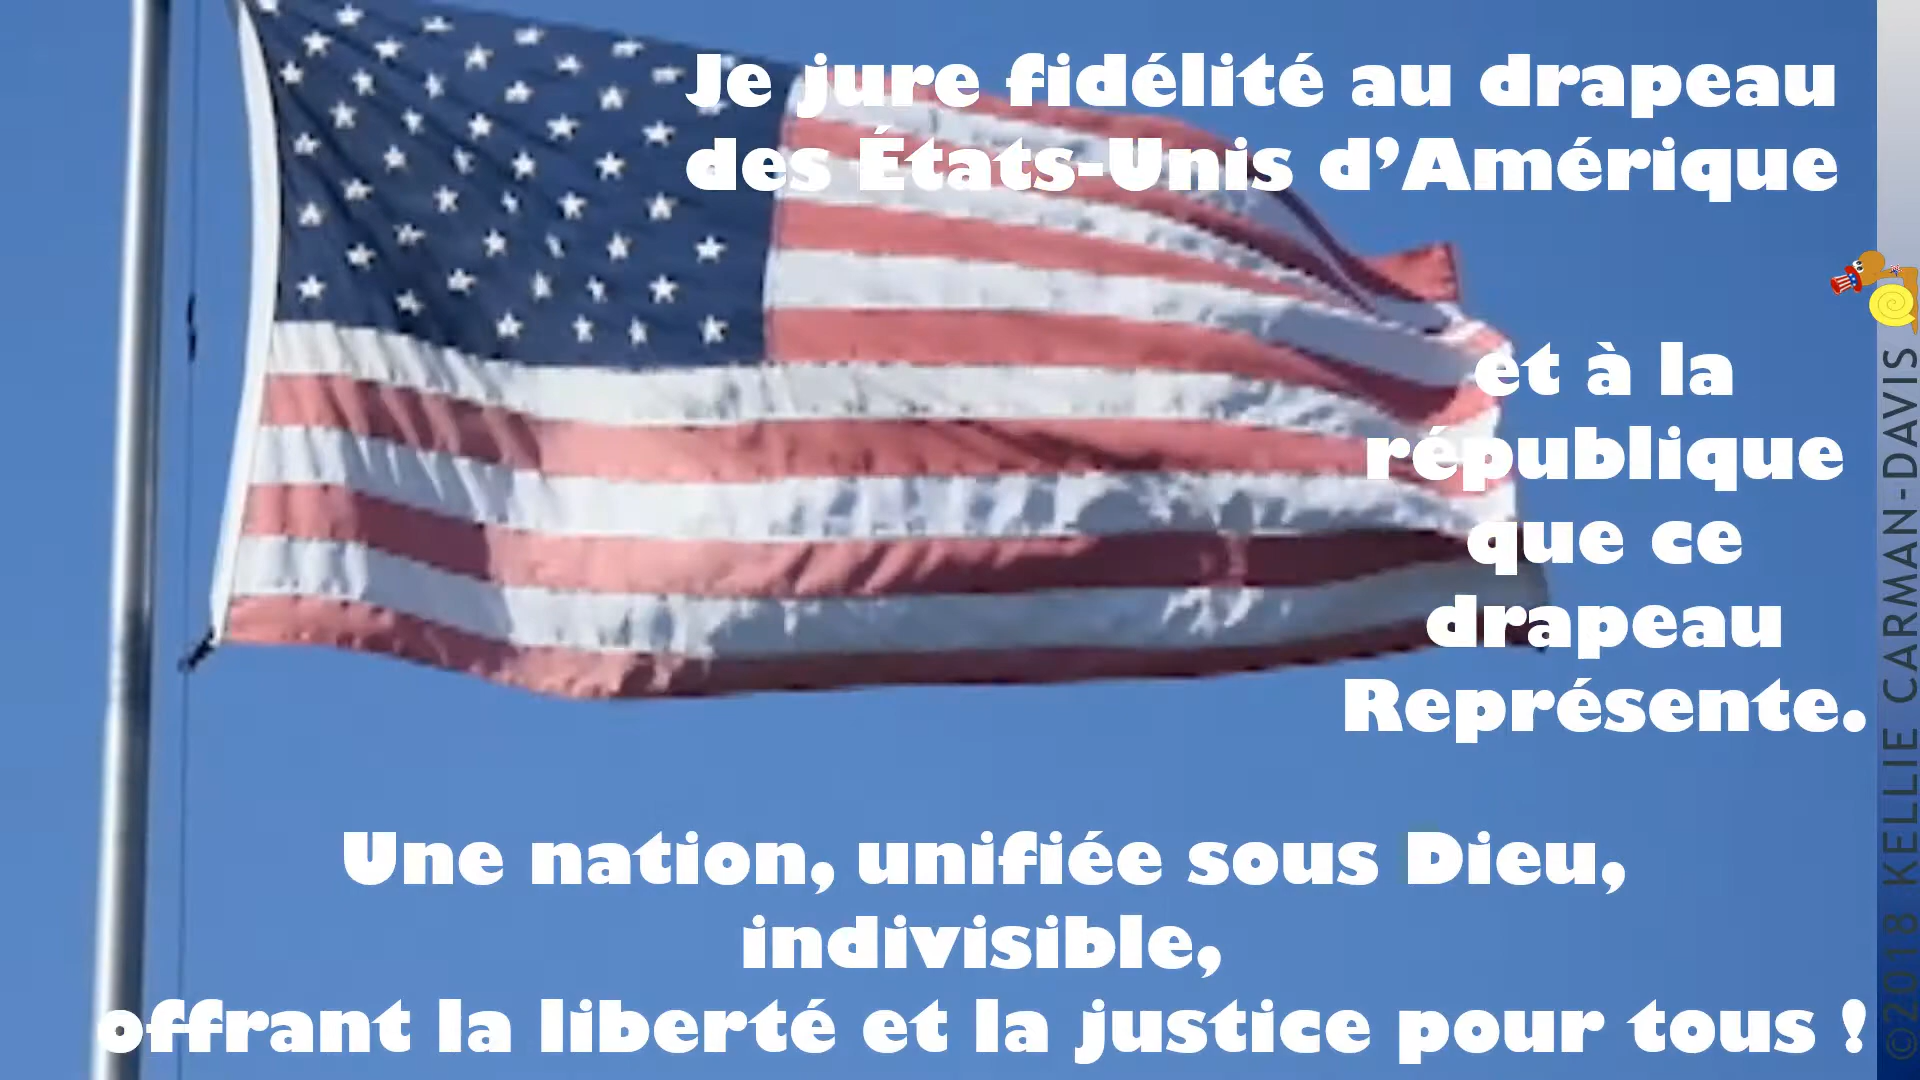 Je jure fidélité au drapeau
des États-Unis d’Amérique
et à la
république
que ce
drapeau
Représente.
Une nation, unifiée sous Dieu,
indivisible,
offrant la liberté et la justice pour tous !
©2018 KELLIE CARMAN-DAVIS